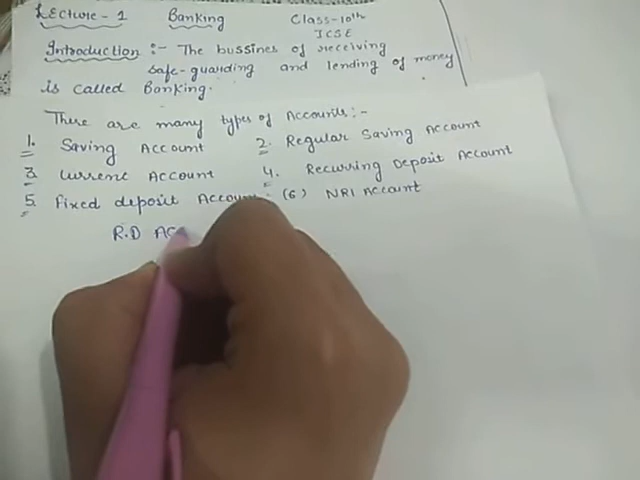 Lecture - 1 Banking Class-10th
ICSE
Introduction :- The bussines of receiving
safe-guarding and lending of money
is called Banking.
There are many types of Accounts :-
1. Saving Account 2. Regular Saving Account
3. Current Account 4. Recurring Deposit Account
5. Fixed deposit Account (6) NRI Account
R.D AC